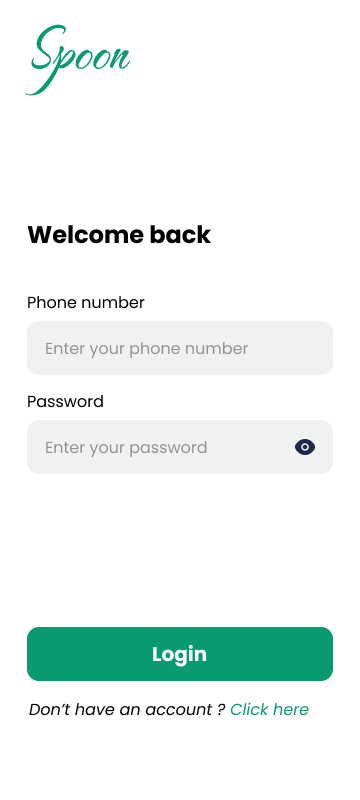 Spoon
Welcome back
Phone number
Enter your phone number
Password
Enter your password
Login
Don’t have an account ? Click here